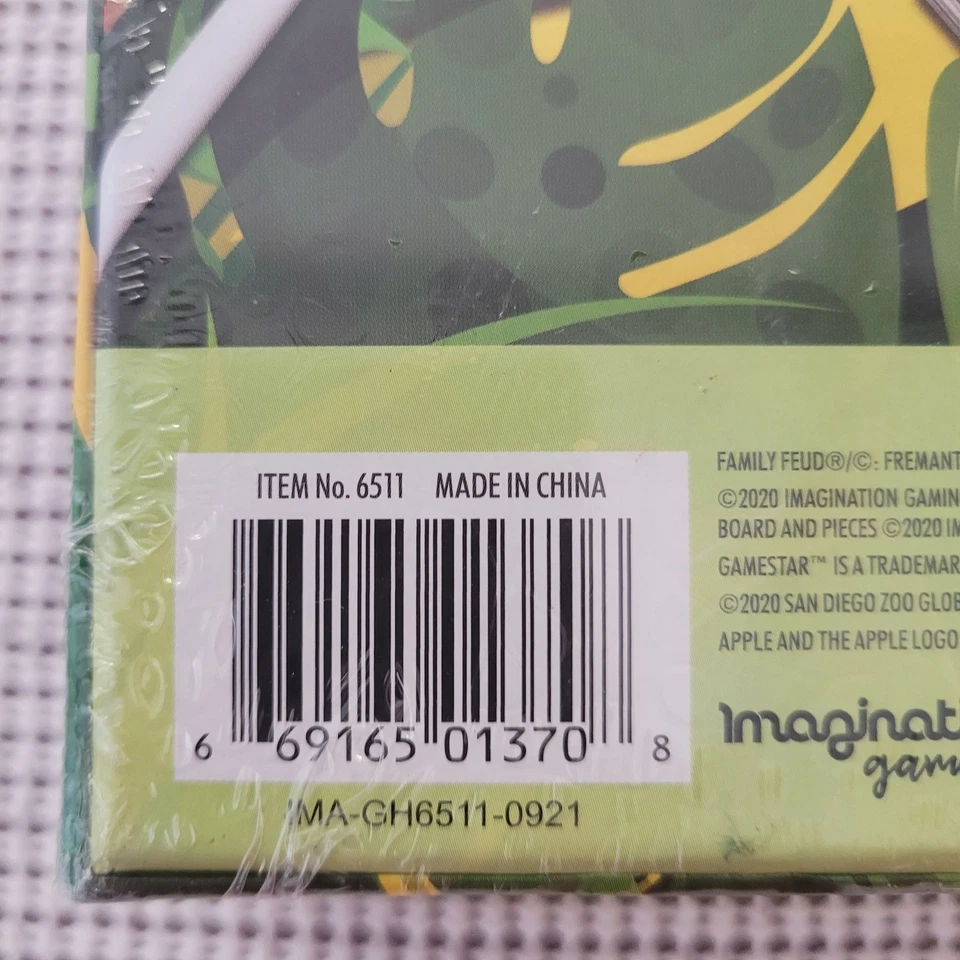 ITEM No. 6511 MADE IN CHINA
6 69165 01370 8
IMA-GH6511-0921
FAMILY FEUD®/©: FREMANT
©2020 IMAGINATION GAMIN
BOARD AND PIECES ©2020 IM
GAMESTAR™ IS A TRADEMAR
©2020 SAN DIEGO ZOO GLOB
APPLE AND THE APPLE LOGO
Imaginati
gam